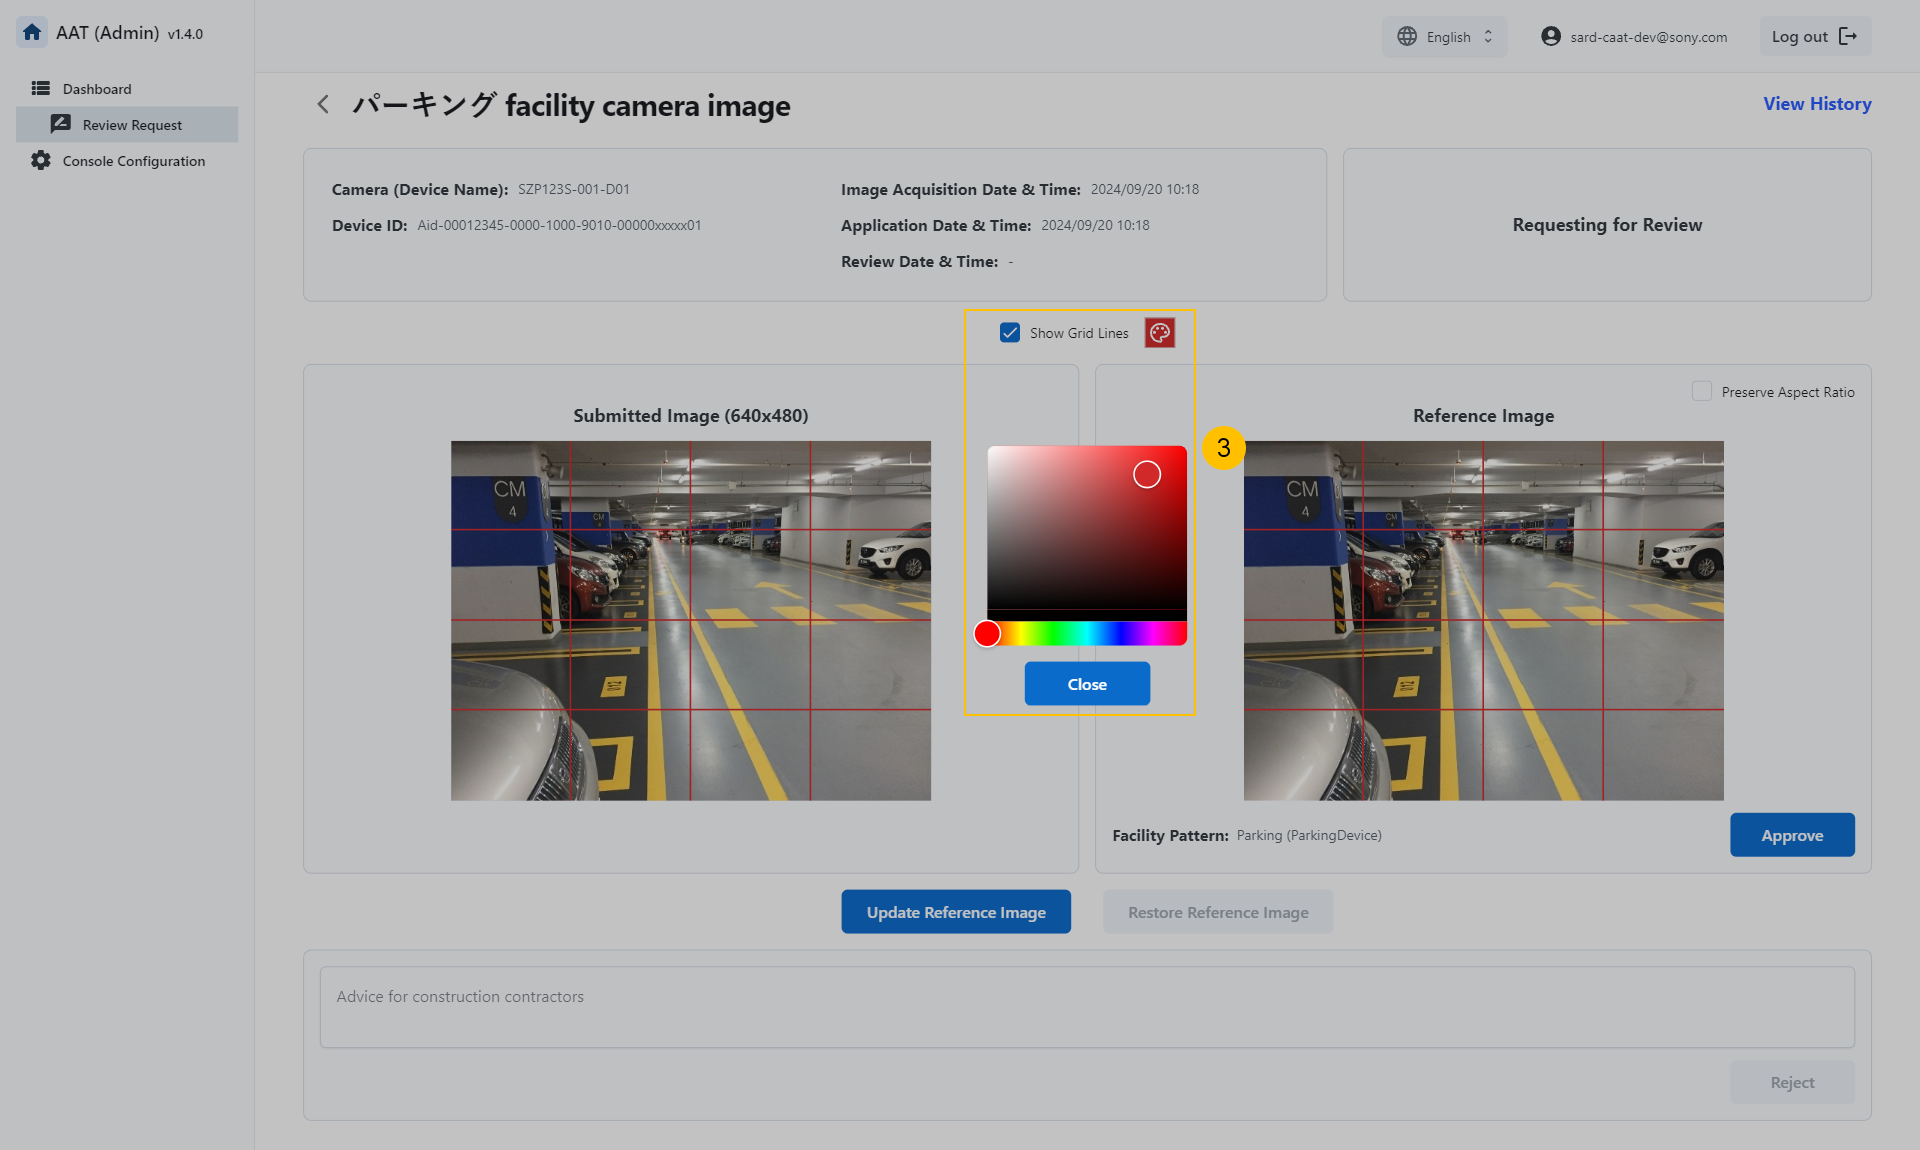 AAT (Admin) v1.4.0
English
sard-caat-dev@sony.com
Log out
Dashboard
Review Request
Console Configuration
パーキング facility camera image
View History
Camera (Device Name): SZP123S-001-D01
Device ID: Aid-00012345-0000-1000-9010-00000xxxxx01
Image Acquisition Date & Time: 2024/09/20 10:18
Application Date & Time: 2024/09/20 10:18
Review Date & Time: -
Requesting for Review
Show Grid Lines
Submitted Image (640x480)
CM
4
CM
4
3
Close
Preserve Aspect Ratio
Reference Image
CM
4
CM
4
Facility Pattern: Parking (ParkingDevice)
Approve
Update Reference Image
Restore Reference Image
Advice for construction contractors
Reject